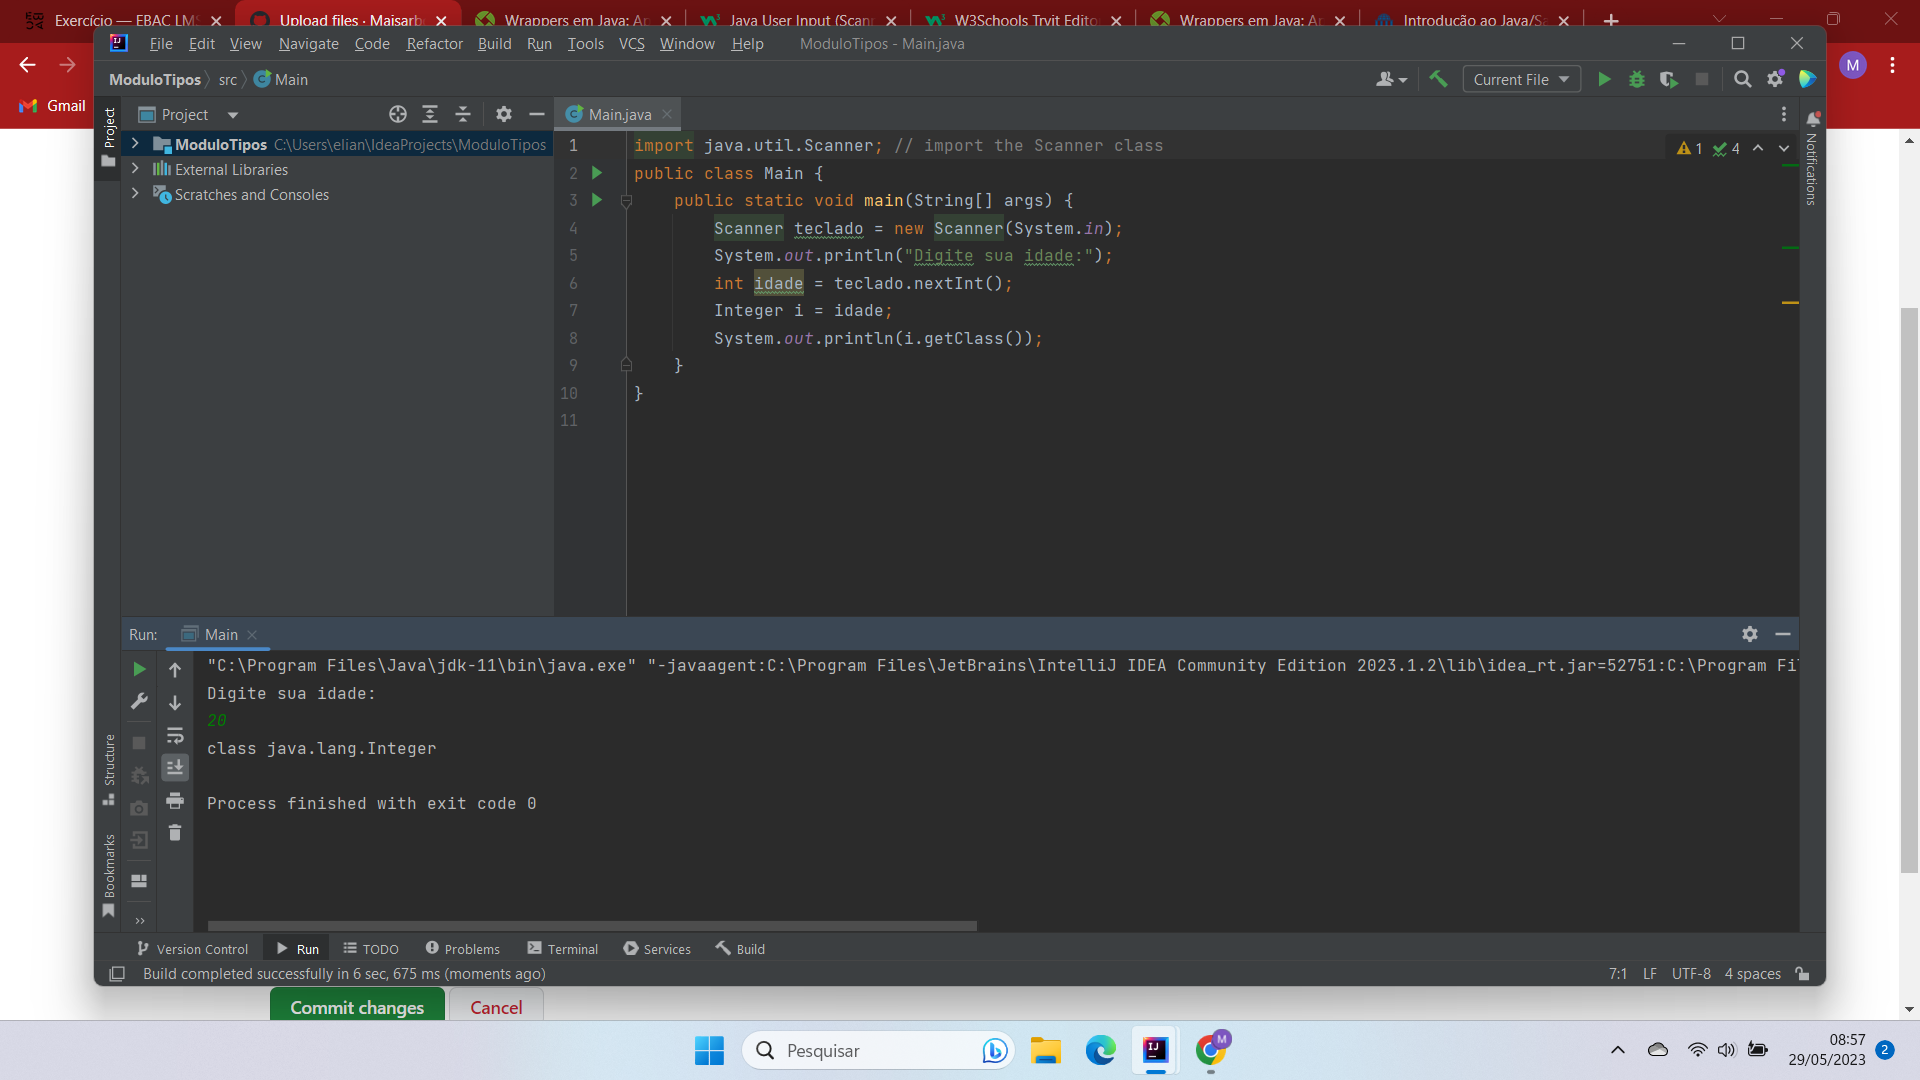 Exercício — EBAC LMS
Upload files · Maisarb
Wrappers em Java: Ap
Java User Input (Scann
W3Schools Tryit Edito
Wrappers em Java: Ap
Introdução ao Java/Sa
Gmail
M
File Edit View Navigate Code Refactor Build Run Tools VCS Window Help ModuloTipos - Main.java
ModuloTipos src Main
Current File
Project
Project
Main.java
ModuloTipos C:\Users\elian\IdeaProjects\ModuloTipos
External Libraries
Scratches and Consoles
1 4
Notifications
1 import java.util.Scanner; // import the Scanner class
2 public class Main {
3 public static void main(String[] args) {
4 Scanner teclado = new Scanner(System.in);
5 System.out.println("Digite sua idade:");
6 int idade = teclado.nextInt();
7 Integer i = idade;
8 System.out.println(i.getClass());
9 }
10 }
11
Run: Main
"C:\Program Files\Java\jdk-11\bin\java.exe" "-javaagent:C:\Program Files\JetBrains\IntelliJ IDEA Community Edition 2023.1.2\lib\idea_rt.jar=52751:C:\Program Fi
Digite sua idade:
20
class java.lang.Integer
Process finished with exit code 0
Structure
Bookmarks
Version Control Run TODO Problems Terminal Services Build
Build completed successfully in 6 sec, 675 ms (moments ago)
7:1 LF UTF-8 4 spaces
Commit changes Cancel
Pesquisar
M
08:57
29/05/2023
2